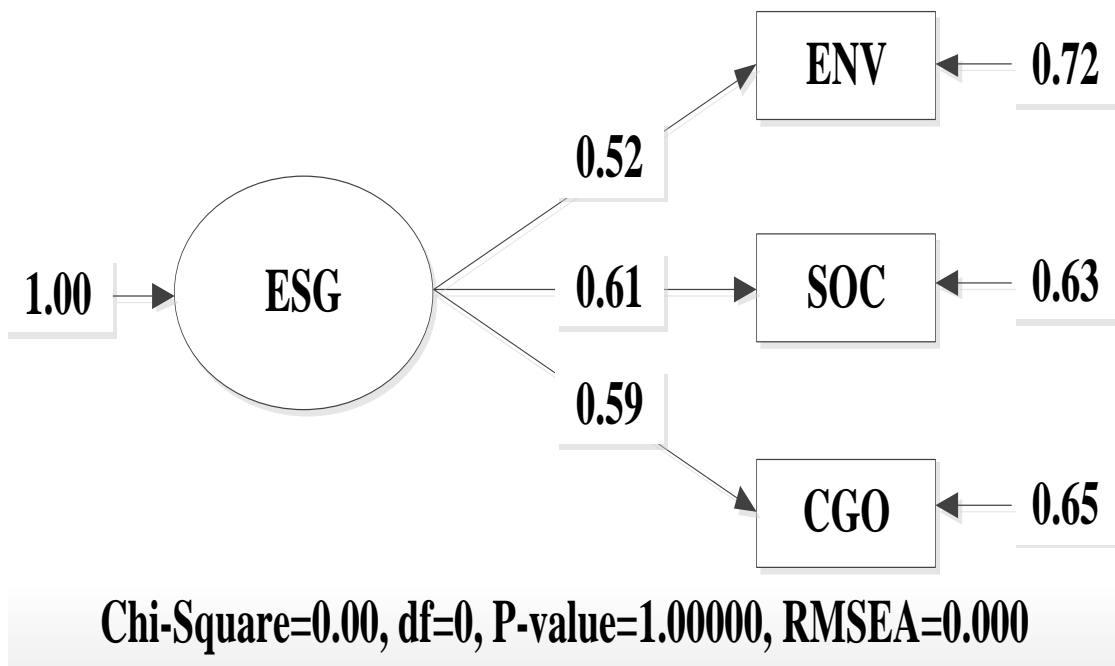 ENV
0.72
0.52
1.00
ESG
0.61
SOC
0.63
0.59
CGO
0.65
Chi-Square=0.00, df=0, P-value=1.00000, RMSEA=0.000